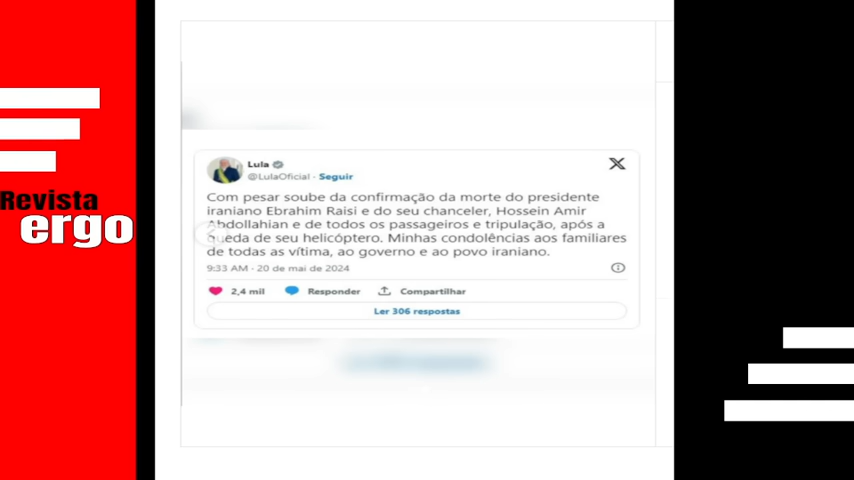 Revista
ergo
Lula
@LulaOficial · Seguir
Com pesar soube da confirmação da morte do presidente
iraniano Ebrahim Raisi e do seu chanceler, Hossein Amir
Abdollahian e de todos os passageiros e tripulação, após a
queda de seu helicóptero. Minhas condolências aos familiares
de todas as vítima, ao governo e ao povo iraniano.
9:33 AM · 20 de mai de 2024
2,4 mil Responder Compartilhar
Ler 306 respostas